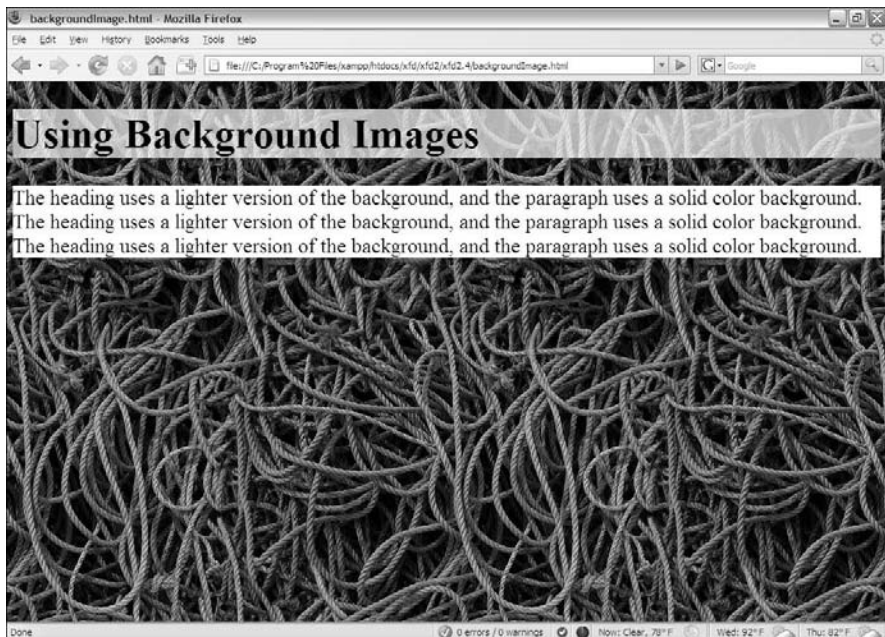 backgroundImage.html - Mozilla Firefox
File Edit View History Bookmarks Tools Help
file:///C:/Program%20Files/xampp/htdocs/xfd/xfd2/xfd2.4/backgroundImage.html
Google
Using Background Images
The heading uses a lighter version of the background, and the paragraph uses a solid color background.
The heading uses a lighter version of the background, and the paragraph uses a solid color background.
The heading uses a lighter version of the background, and the paragraph uses a solid color background.
Done 0 errors / 0 warnings Now: Clear, 78° F Wed: 92° F Thu: 82° F